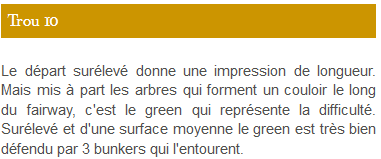 Trou 10
Le départ surélevé donne une impression de longueur.
Mais mis à part les arbres qui forment un couloir le long
du fairway, c'est le green qui représente la difficulté.
Surélevé et d'une surface moyenne le green est très bien
défendu par 3 bunkers qui l'entourent.